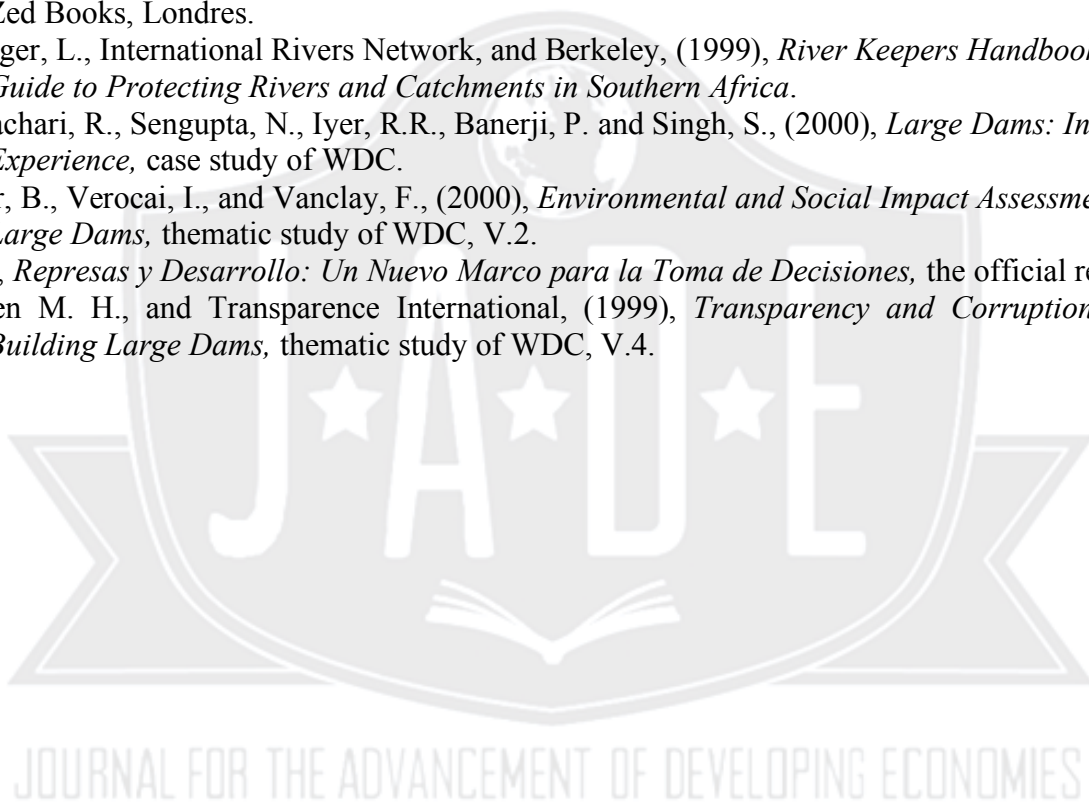 Zed Books, Londres.
ger, L., International Rivers Network, and Berkeley, (1999), River Keepers Handbook
Guide to Protecting Rivers and Catchments in Southern Africa.
achari, R., Sengupta, N., Iyer, R.R., Banerji, P. and Singh, S., (2000), Large Dams: In
Experience, case study of WDC.
r, B., Verocai, I., and Vanclay, F., (2000), Environmental and Social Impact Assessme
Large Dams, thematic study of WDC, V.2.
, Represas y Desarrollo: Un Nuevo Marco para la Toma de Decisiones, the official re
en M. H., and Transparence International, (1999), Transparency and Corruption
Building Large Dams, thematic study of WDC, V.4.
J★A★D★E
JOURNAL FOR THE ADVANCEMENT OF DEVELOPING ECONOMIES